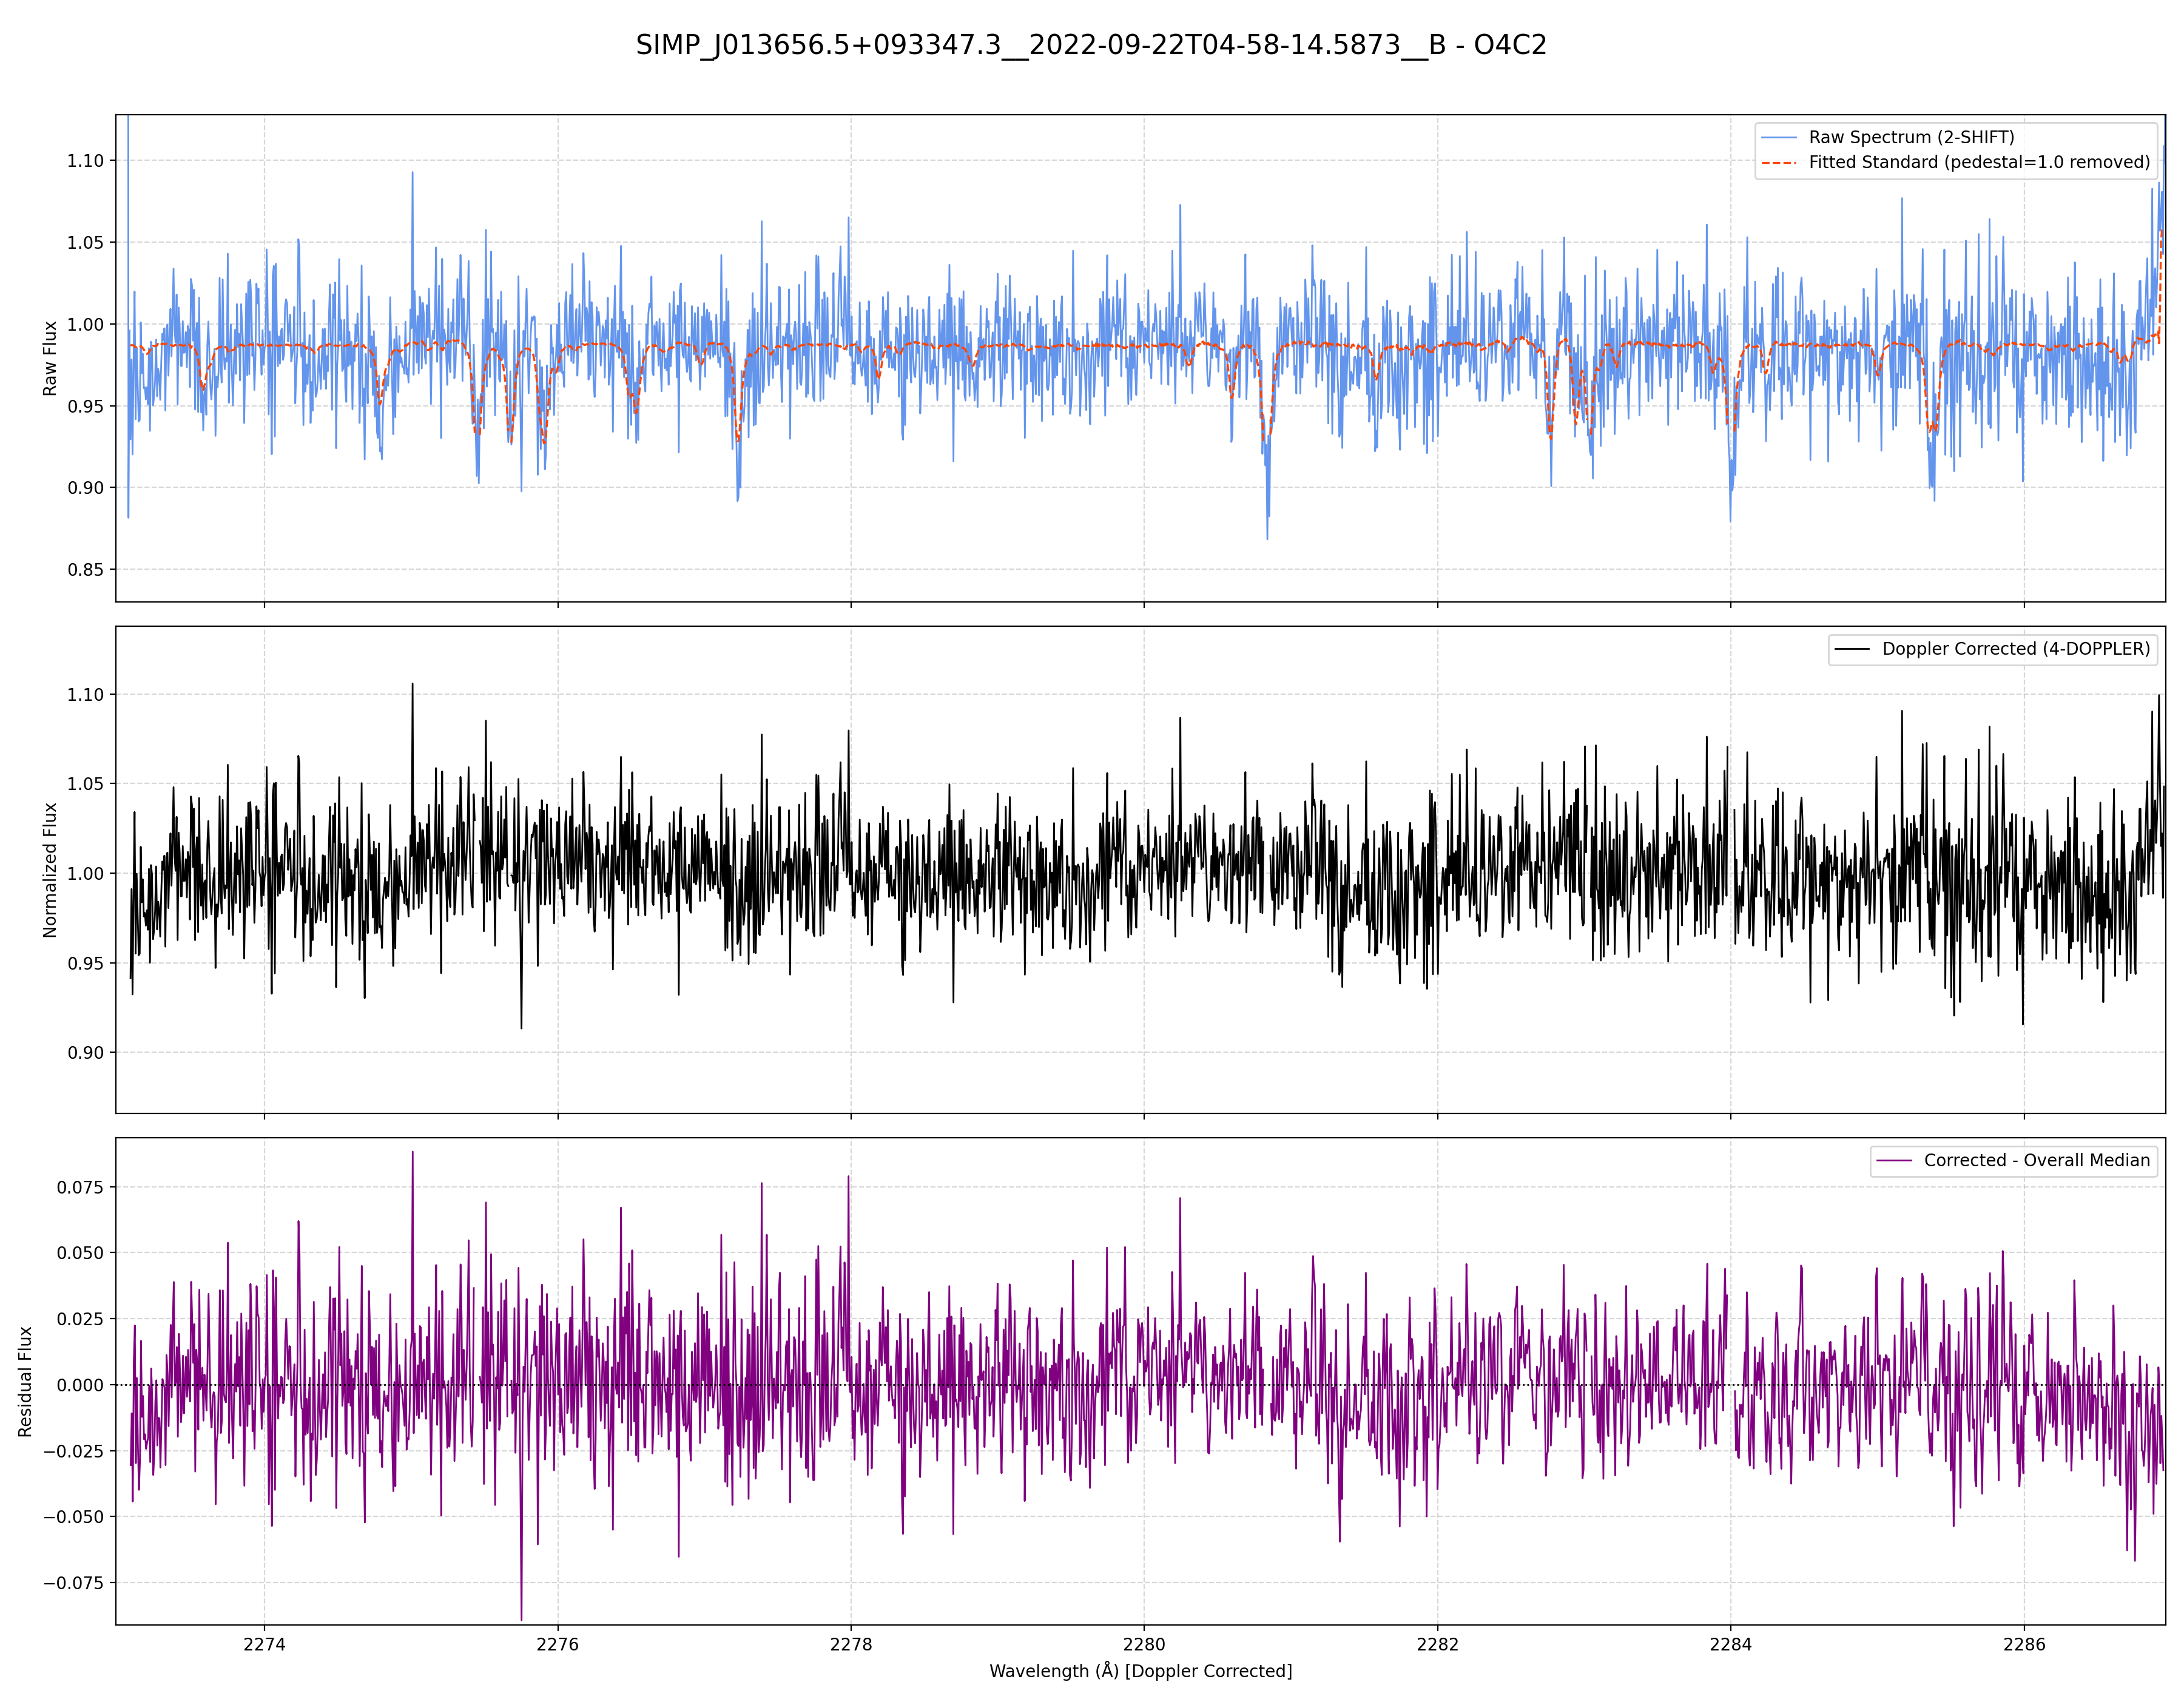 SIMP_J013656.5+093347.3__2022-09-22T04-58-14.5873__B - O4C2
Raw Flux
1.10
1.05
1.00
0.95
0.90
0.85
Raw Spectrum (2-SHIFT)
Fitted Standard (pedestal=1.0 removed)
Normalized Flux
1.10
1.05
1.00
0.95
0.90
Doppler Corrected (4-DOPPLER)
Residual Flux
0.075
0.050
0.025
0.000
−0.025
−0.050
−0.075
Corrected - Overall Median
2274 2276 2278 2280 2282 2284 2286
Wavelength (Å) [Doppler Corrected]